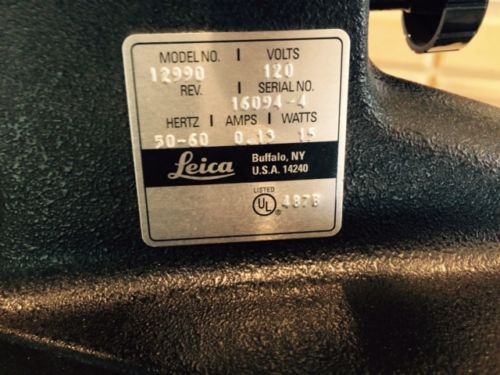 MODEL NO. | VOLTS
12990 120
REV. | SERIAL NO.
16094-4
HERTZ | AMPS | WATTS
50-60 0.13 15
Leica Buffalo, NY
U.S.A. 14240
LISTED
UL ® 487B